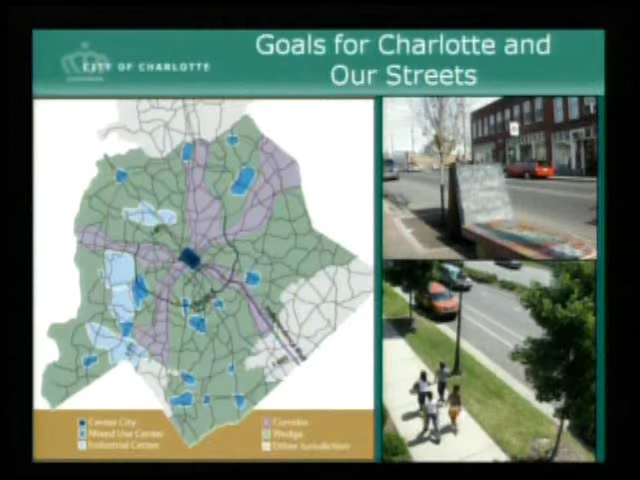 CITY OF CHARLOTTE
Goals for Charlotte and
Our Streets
Center City
Mixed Use Center
Industrial Center
Corridor
Wedge
Other Jurisdiction